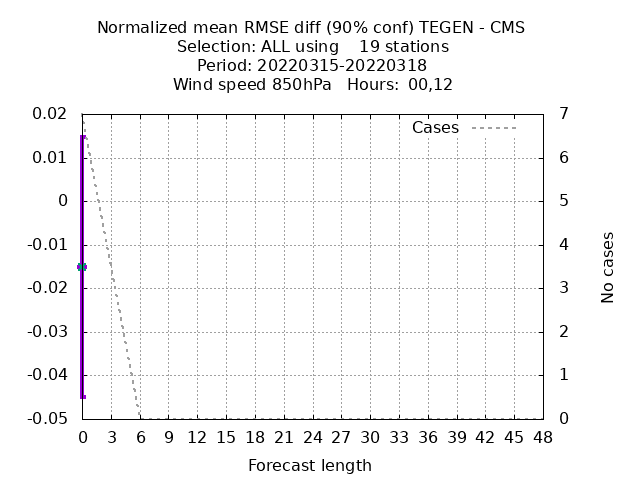 Normalized mean RMSE diff (90% conf) TEGEN - CMS
Selection: ALL using    19 stations
Period: 20220315-20220318
Wind speed 850hPa   Hours:  00,12
Cases
0.02
0.01
0
-0.01
-0.02
-0.03
-0.04
-0.05
7
6
5
4
3
2
1
0
No cases
0 3 6 9 12 15 18 21 24 27 30 33 36 39 42 45 48
Forecast length